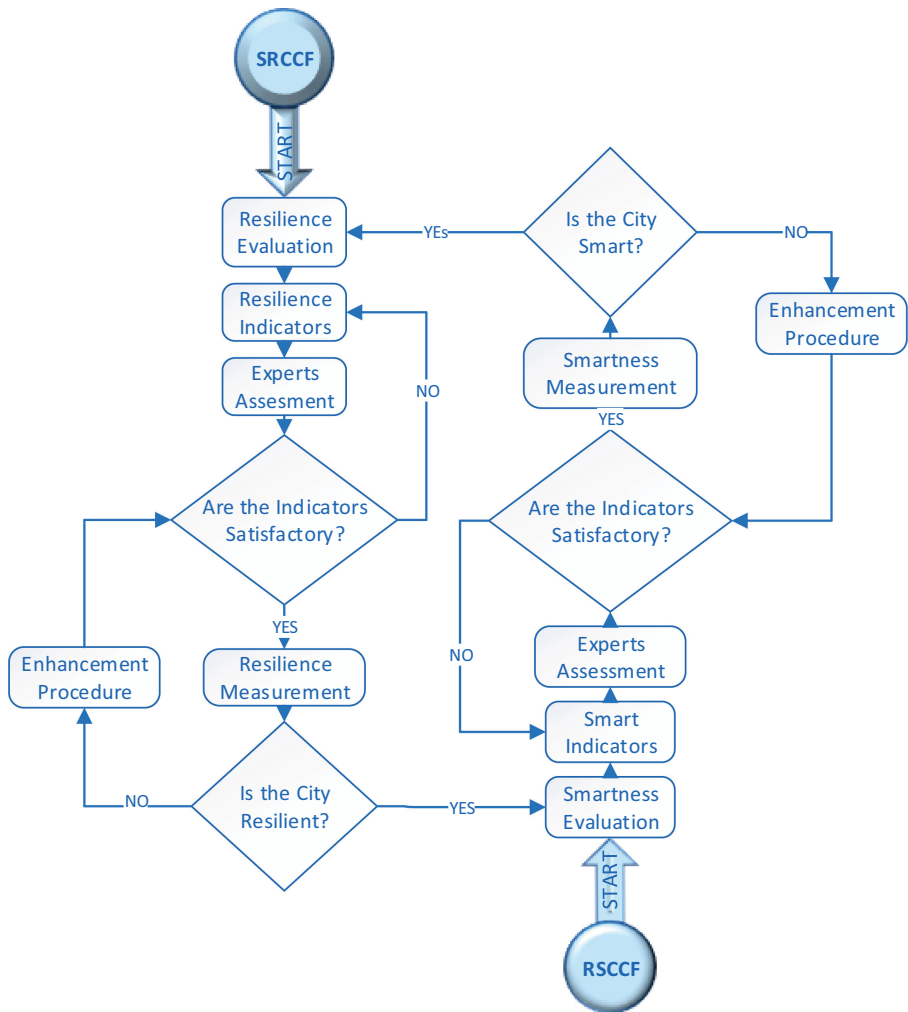 SRCCF
START
Resilience
Evaluation
YEs
Is the City
Smart?
NO
Resilience
Indicators
Enhancement
Procedure
Experts
Assesment
NO
Smartness
Measurement
YES
Are the Indicators
Satisfactory?
Are the Indicators
Satisfactory?
YES
NO
Enhancement
Procedure
Resilience
Measurement
Experts
Assessment
Smart
Indicators
NO
Is the City
Resilient?
YES
Smartness
Evaluation
START
RSCCF